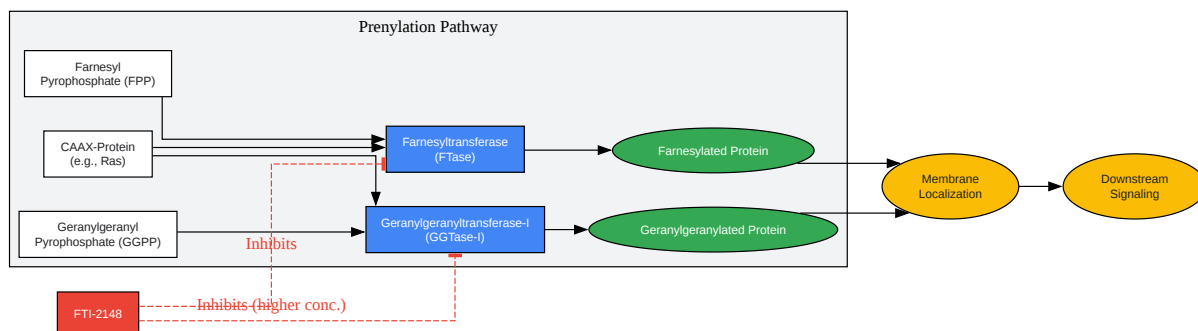 Prenylation Pathway
Farnesyl
Pyrophosphate (FPP)
CAAX-Protein
(e.g., Ras)
Farnesyltransferase
(FTase)
Farnesylated Protein
Membrane
Localization
Downstream
Signaling
Geranylgeranyl
Pyrophosphate (GGPP)
Geranylgeranyltransferase-I
(GGTase-I)
Geranylgeranylated Protein
Inhibits
Inhibits (higher conc.)
FTI-2148